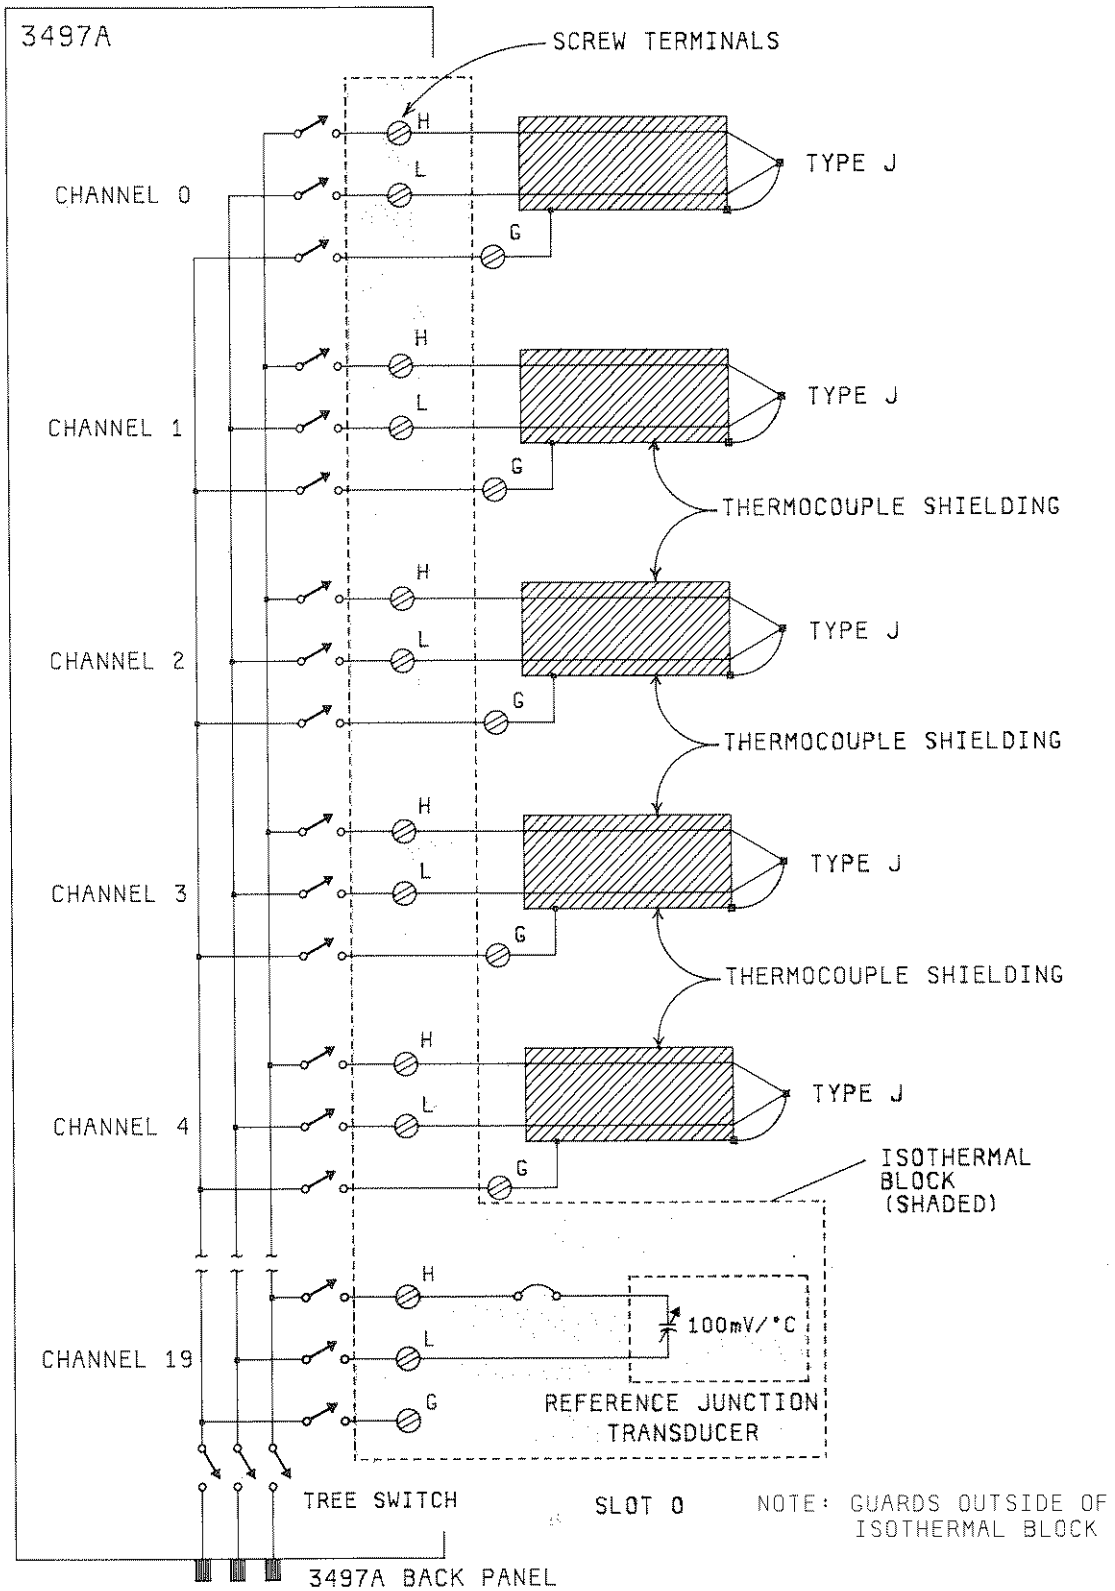 3497A
SCREW TERMINALS
H
L
CHANNEL 0
TYPE J
G
H
L
CHANNEL 1
TYPE J
G
THERMOCOUPLE SHIELDING
H
L
CHANNEL 2
TYPE J
G
THERMOCOUPLE SHIELDING
H
L
CHANNEL 3
TYPE J
G
THERMOCOUPLE SHIELDING
H
L
CHANNEL 4
TYPE J
G
ISOTHERMAL
BLOCK
(SHADED)
H
100mV/°C
L
CHANNEL 19
G
REFERENCE JUNCTION
TRANSDUCER
TREE SWITCH
SLOT 0
NOTE: GUARDS OUTSIDE OF
ISOTHERMAL BLOCK
3497A BACK PANEL